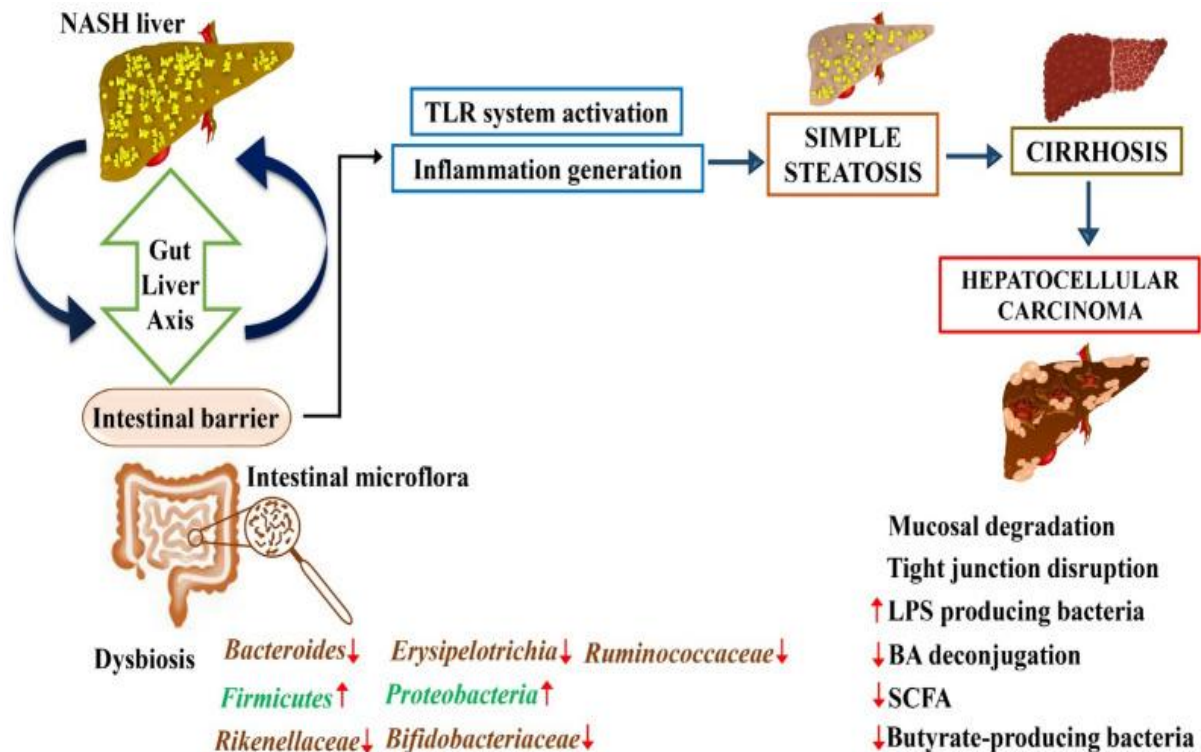 NASH liver
Gut
Liver
Axis
Intestinal barrier
Intestinal microflora
TLR system activation
Inflammation generation
SIMPLE
STEATOSIS
CIRRHOSIS
HEPATOCELLULAR
CARCINOMA
Dysbiosis
Bacteroides↓ Erysipelotrichia↓ Ruminococcaceae↓
Firmicutes↑ Proteobacteria↑
Rikenellaceae↓ Bifidobacteriaceae↓
Mucosal degradation
Tight junction disruption
↑LPS producing bacteria
↓BA deconjugation
↓SCFA
↓Butyrate-producing bacteria